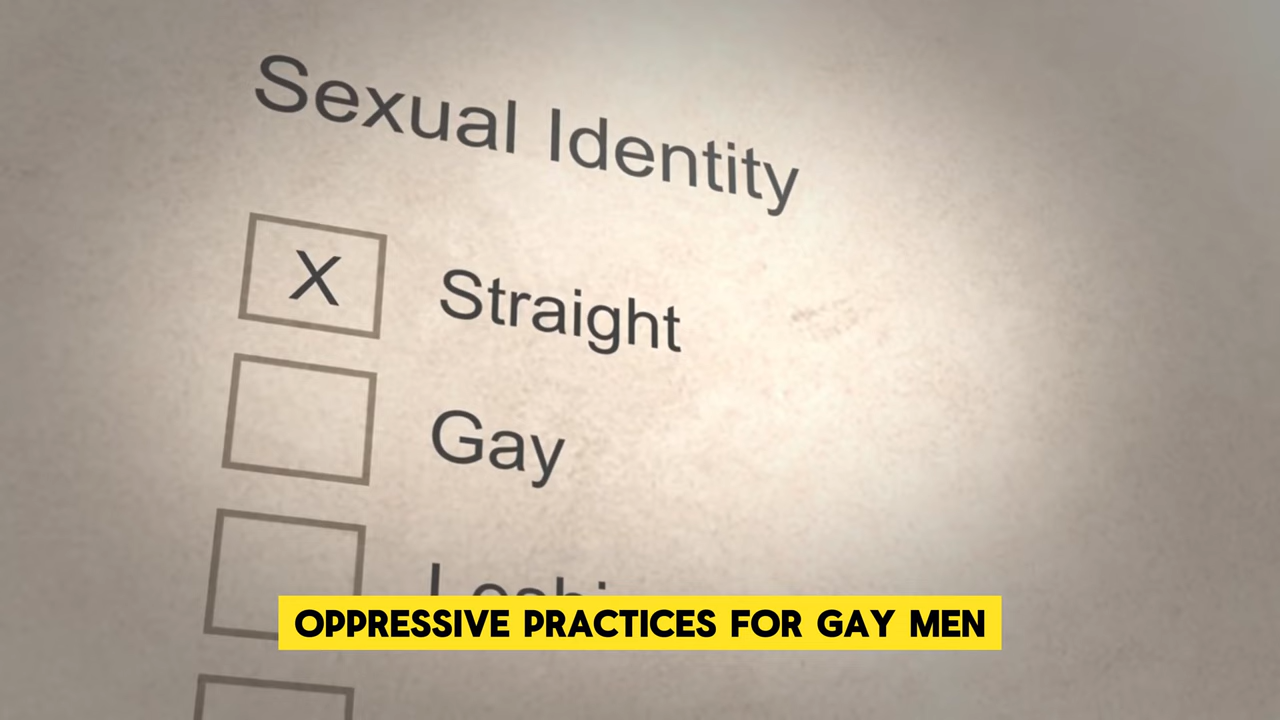 Sexual Identity
X Straight
Gay
OPPRESSIVE PRACTICES FOR GAY MEN